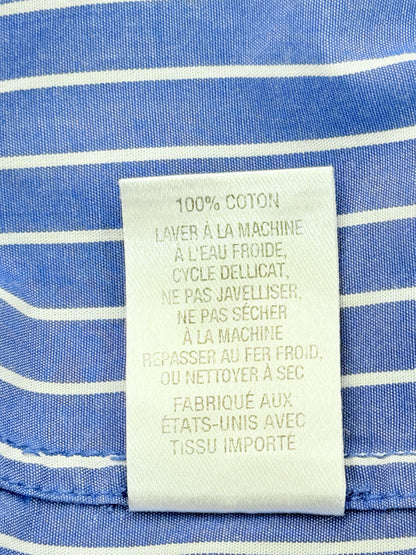 100% COTON
LAVER À LA MACHINE
À L'EAU FROIDE,
CYCLE DELLICAT,
NE PAS JAVELLISER,
NE PAS SÉCHER
À LA MACHINE
REPASSER AU FER FROID,
OU NETTOYER À SEC
FABRIQUÉ AUX
ÉTATS-UNIS AVEC
TISSU IMPORTÉ